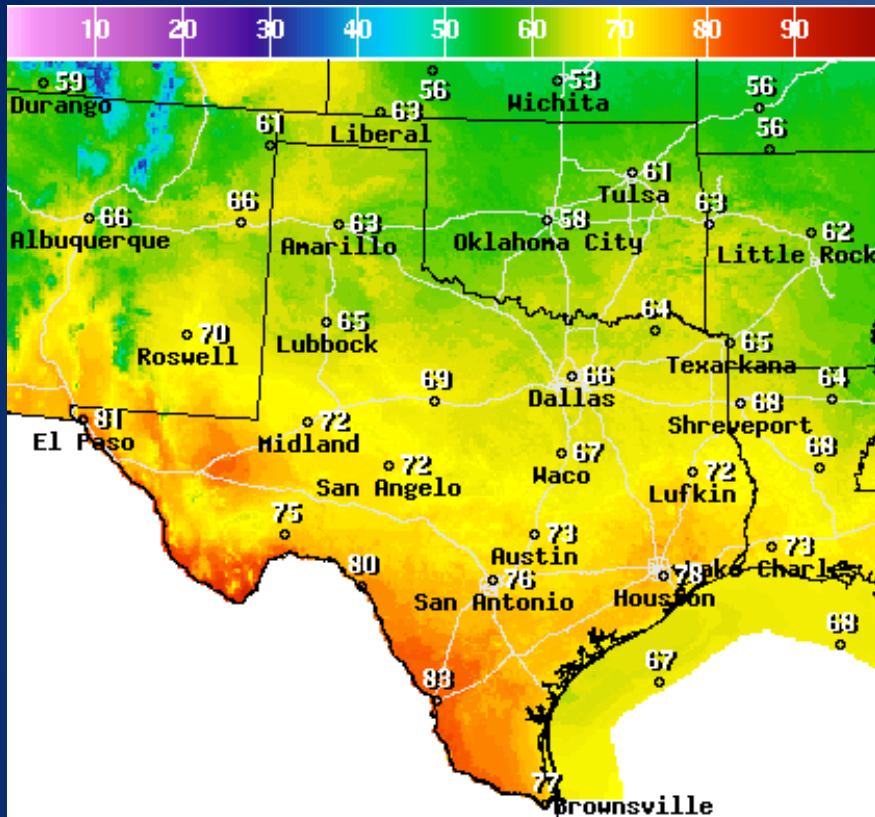 10 20 30 40 50 60 70 80 90
59 56 53 56
Durango Wichita
63
Liberal
61 56
61
Tulsa
66 66 63 58 63 62
Albuquerque Amarillo Oklahoma City Little Rock
70 65 64 65
Roswell Lubbock Texarkana
69 66 68 64
Dallas Shreveport
81 72
El Paso Midland
72 67 72 68
San Angelo Waco Lufkin
75 73 73
Austin
80 76 78
San Antonio Houston
68
67
83
77
Brownsville